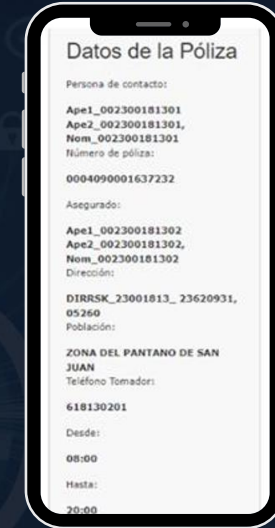 Datos de la Póliza
Persona de contacto:
Ape1_002300181301
Ape2_002300181301,
Nom_002300181301
Número de póliza:
0004090001637232
Asegurado:
Ape1_002300181302
Ape2_002300181302,
Nom_002300181302
Dirección:
DIRRSK_23001813_ 23620931,
05260
Población:
ZONA DEL PANTANO DE SAN
JUAN
Teléfono Tomador:
618130201
Desde:
08:00
Hasta:
20:00